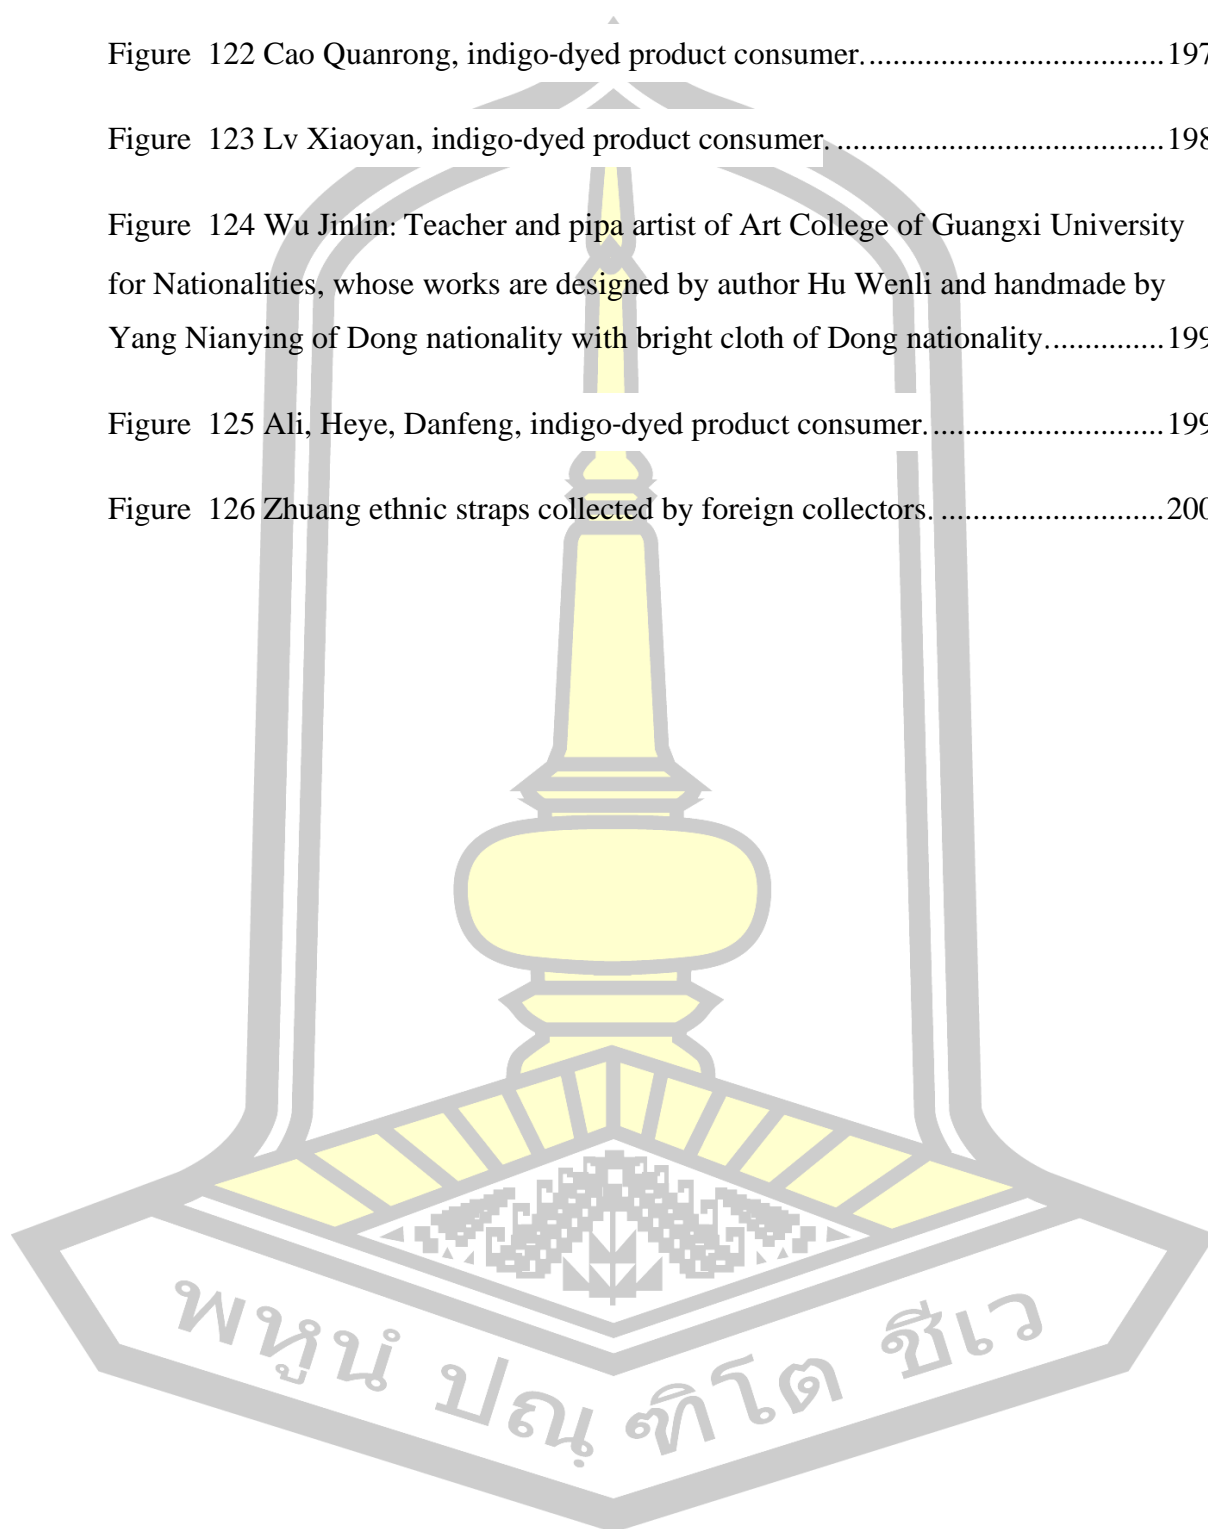 Figure  122 Cao Quanrong, indigo-dyed product consumer. ................................... 197
Figure  123 Lv Xiaoyan, indigo-dyed product consumer. ....................................... 198
Figure  124 Wu Jinlin: Teacher and pipa artist of Art College of Guangxi University
for Nationalities, whose works are designed by author Hu Wenli and handmade by
Yang Nianying of Dong nationality with bright cloth of Dong nationality. .............. 199
Figure  125 Ali, Heye, Danfeng, indigo-dyed product consumer. ............................ 199
Figure  126 Zhuang ethnic straps collected by foreign collectors. ........................... 200
พหูนํ ปณฺฑิโต ชีเว